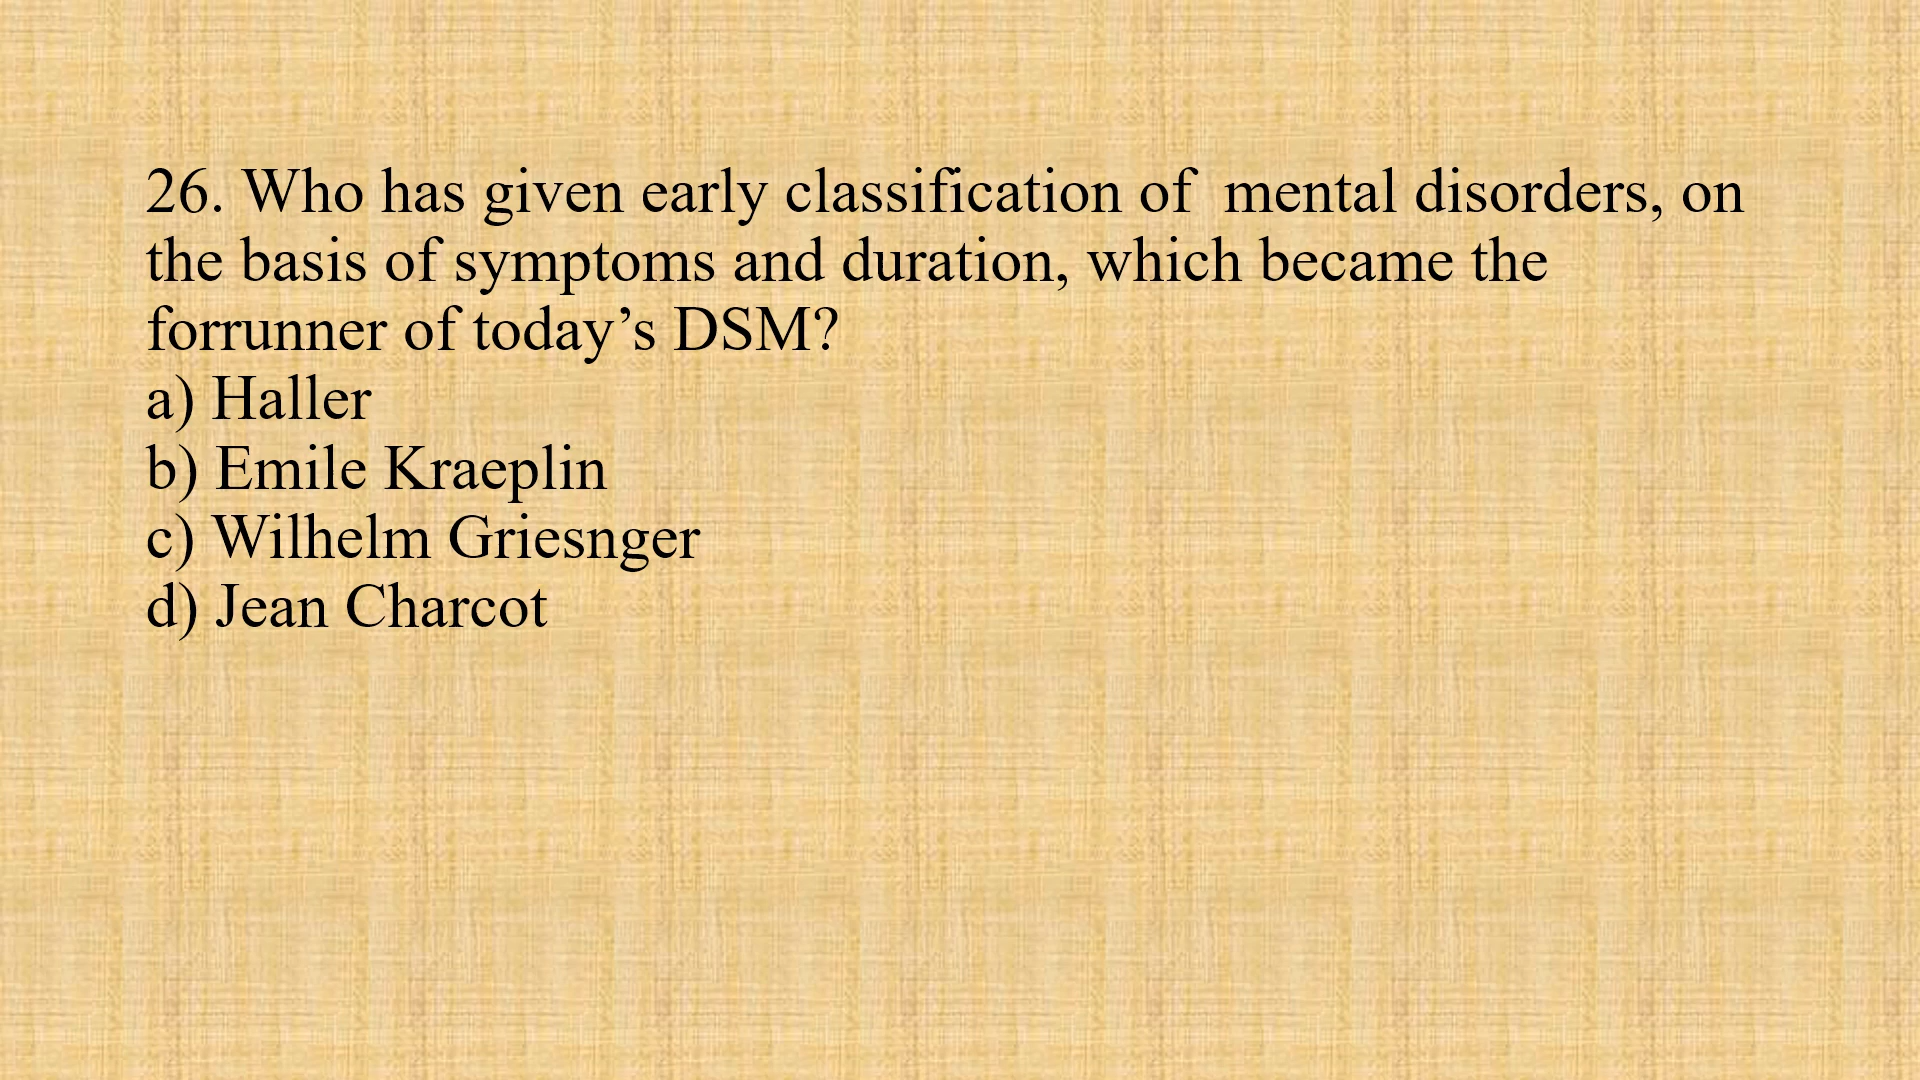 26. Who has given early classification of  mental disorders, on
the basis of symptoms and duration, which became the
forrunner of today’s DSM?
a) Haller
b) Emile Kraeplin
c) Wilhelm Griesnger
d) Jean Charcot